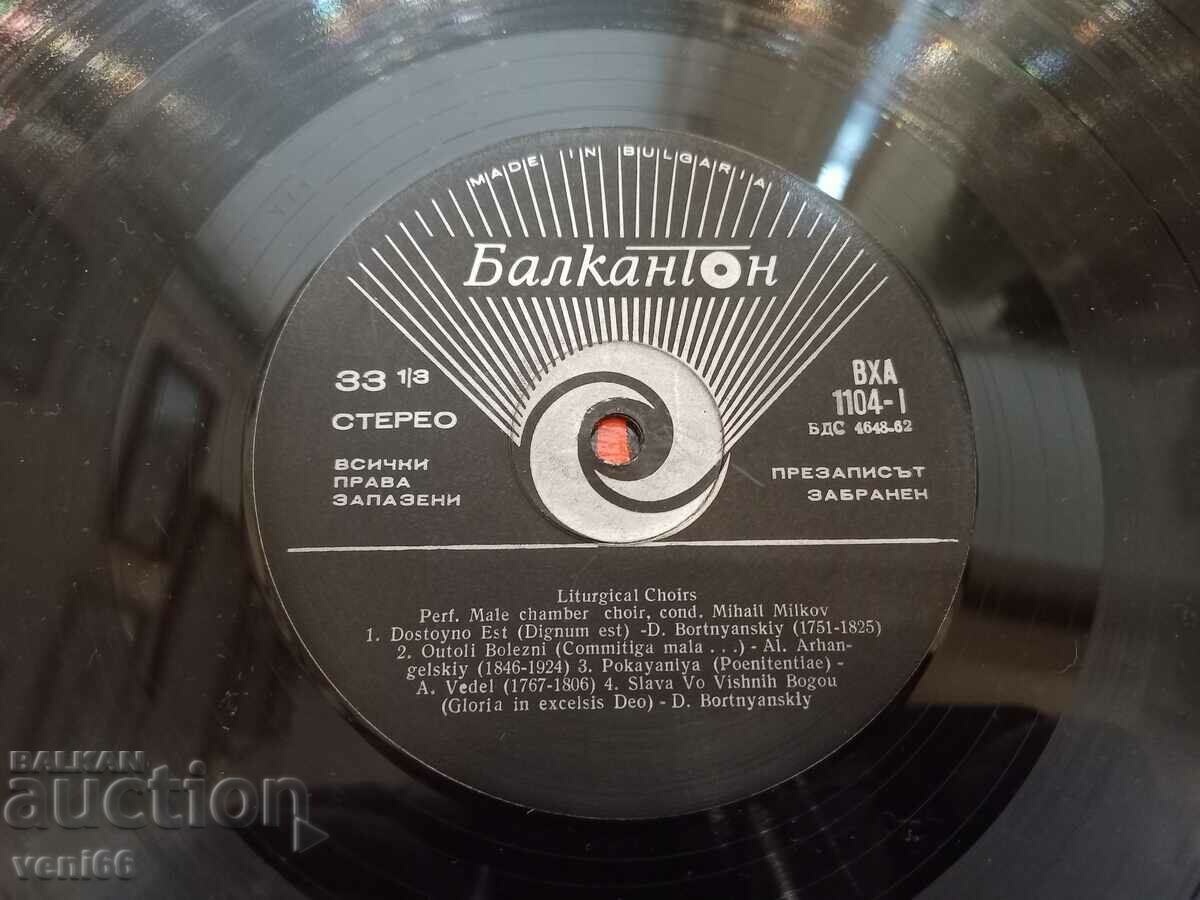 MADE IN BULGARIA
Балкантон
33 1/3
СТЕРЕО
ВСИЧКИ
ПРАВА
ЗАПАЗЕНИ
ВХА
1104-I
БДС 4648-62
ПРЕЗАПИСЪТ
ЗАБРАНЕН
Liturgical Choirs
Perf. Male chamber choir, cond. Mihail Milkov
1. Dostoyno Est (Dignum est) -D. Bortnyanskiy (1751-1825)
2. Outoli Bolezni (Commitiga mala . . .) - Al. Arhan-
gelskiy (1846-1924) 3. Pokayaniya (Poenitentiae) -
A. Vedel (1767-1806) 4. Slava Vo Vishnih Bogou
(Gloria in excelsis Deo) - D. Bortnyanskiy
BALKAN
auction
veni66